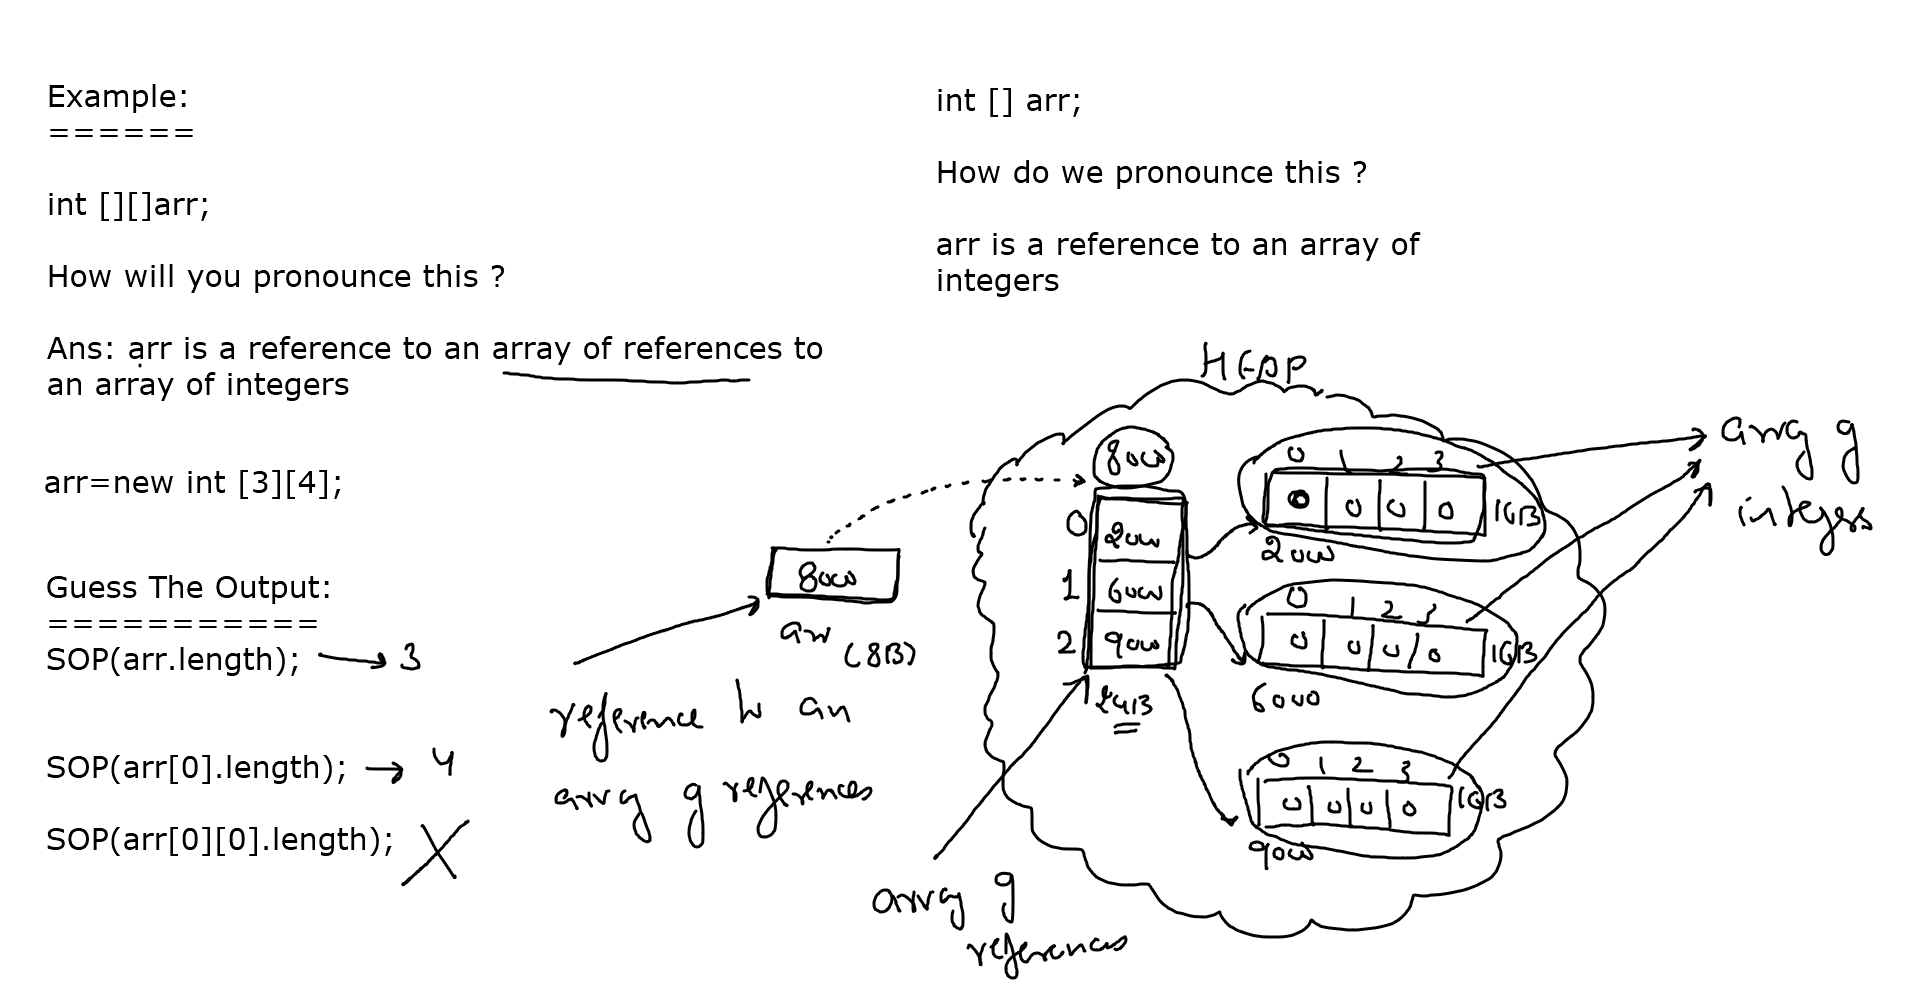 Example:
======
int [][]arr;
How will you pronounce this ?
Ans: arr is a reference to an array of references to
an array of integers
arr=new int [3][4];
Guess The Output:
===========
SOP(arr.length); → 3
SOP(arr[0].length); → 4
SOP(arr[0][0].length); X
int [] arr;
How do we pronounce this ?
arr is a reference to an array of
integers
reference to an
array of references
8000
arr
(8B)
HEAP
8000
0 2000
1 6000
2 9000
24B
array of
references
0 1 2 3
0 0 0 0 16B
2000
0 1 2 3
0 0 0 0 16B
6000
0 1 2 3
0 0 0 0 16B
9000
array of
integers